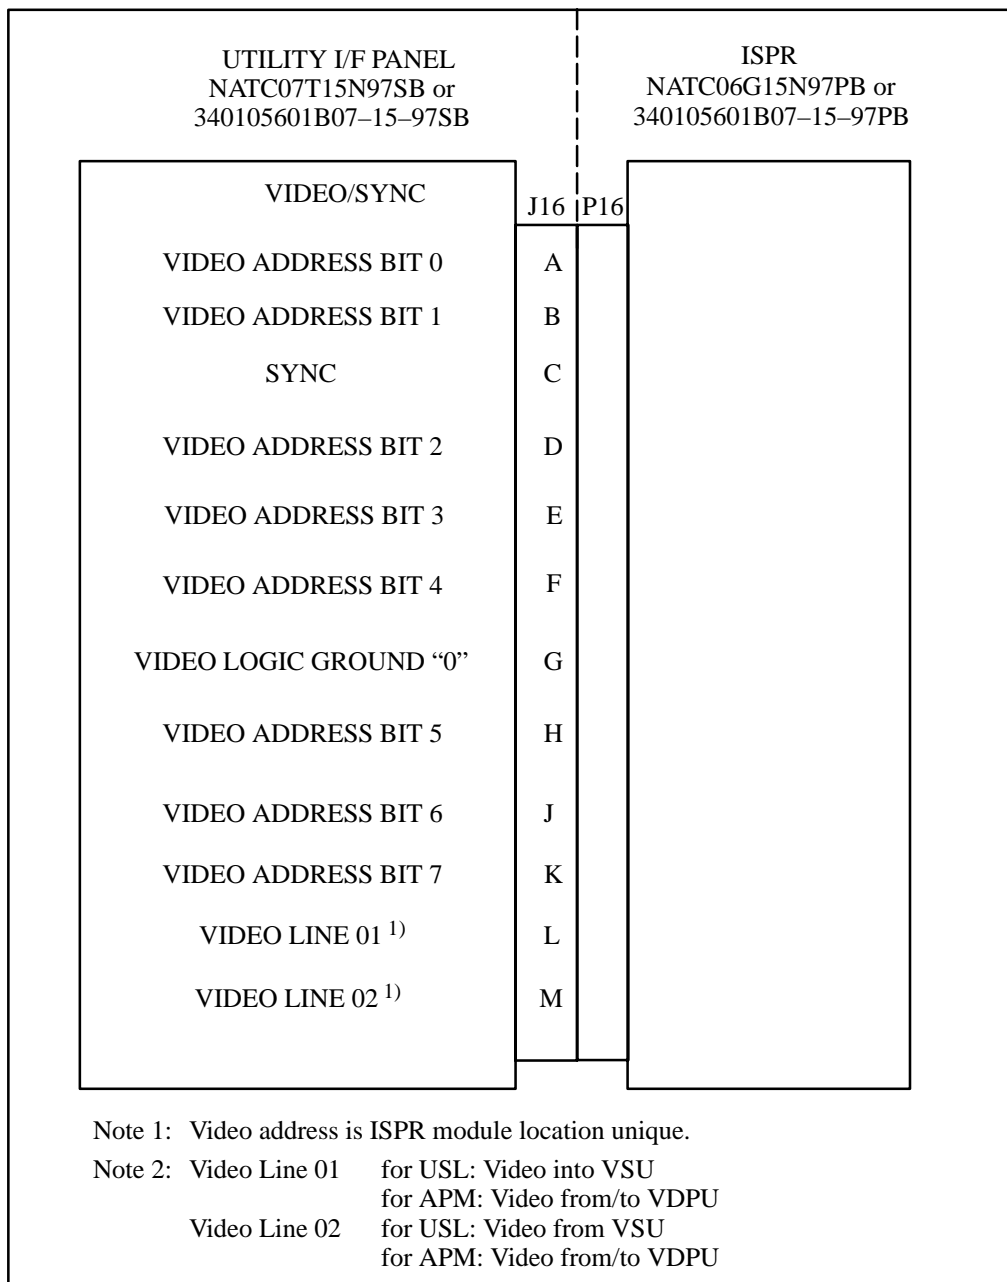 UTILITY I/F PANEL
NATC07T15N97SB or
340105601B07–15–97SB
ISPR
NATC06G15N97PB or
340105601B07–15–97PB
VIDEO/SYNC
J16 P16
VIDEO ADDRESS BIT 0 A
VIDEO ADDRESS BIT 1 B
SYNC C
VIDEO ADDRESS BIT 2 D
VIDEO ADDRESS BIT 3 E
VIDEO ADDRESS BIT 4 F
VIDEO LOGIC GROUND “0” G
VIDEO ADDRESS BIT 5 H
VIDEO ADDRESS BIT 6 J
VIDEO ADDRESS BIT 7 K
VIDEO LINE 01 1) L
VIDEO LINE 02 1) M
Note 1: Video address is ISPR module location unique.
Note 2: Video Line 01 for USL: Video into VSU
for APM: Video from/to VDPU
Video Line 02 for USL: Video from VSU
for APM: Video from/to VDPU